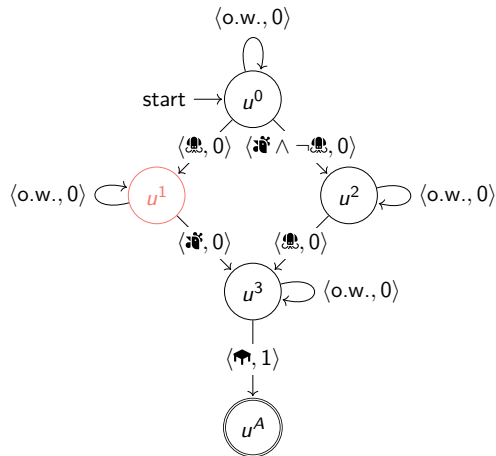 ⟨o.w., 0⟩
start
u⁰
⟨🐙, 0⟩ ⟨ ∧ ¬🐙, 0⟩
⟨o.w., 0⟩ u¹ u² ⟨o.w., 0⟩
⟨ , 0⟩ ⟨🐙, 0⟩
u³ ⟨o.w., 0⟩
⟨ , 1⟩
uᴬ